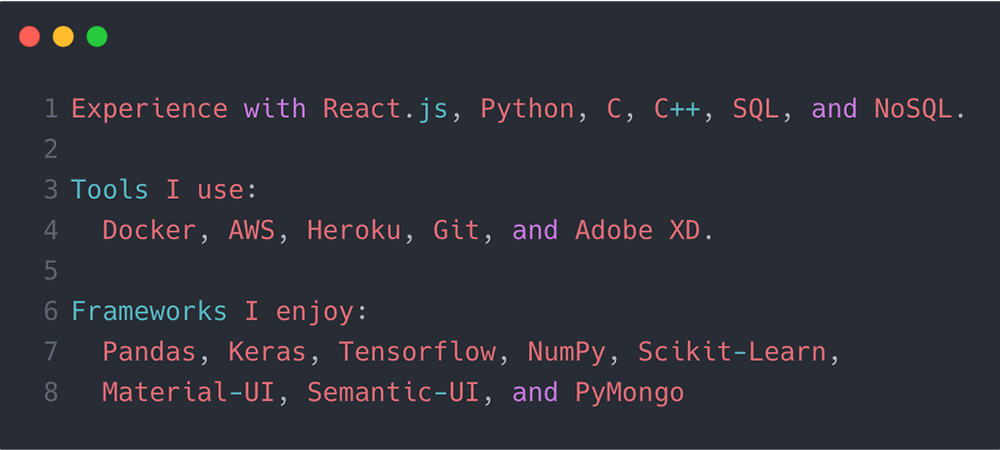 1 Experience with React.js, Python, C, C++, SQL, and NoSQL.
2
3 Tools I use:
4 Docker, AWS, Heroku, Git, and Adobe XD.
5
6 Frameworks I enjoy:
7 Pandas, Keras, Tensorflow, NumPy, Scikit-Learn,
8 Material-UI, Semantic-UI, and PyMongo